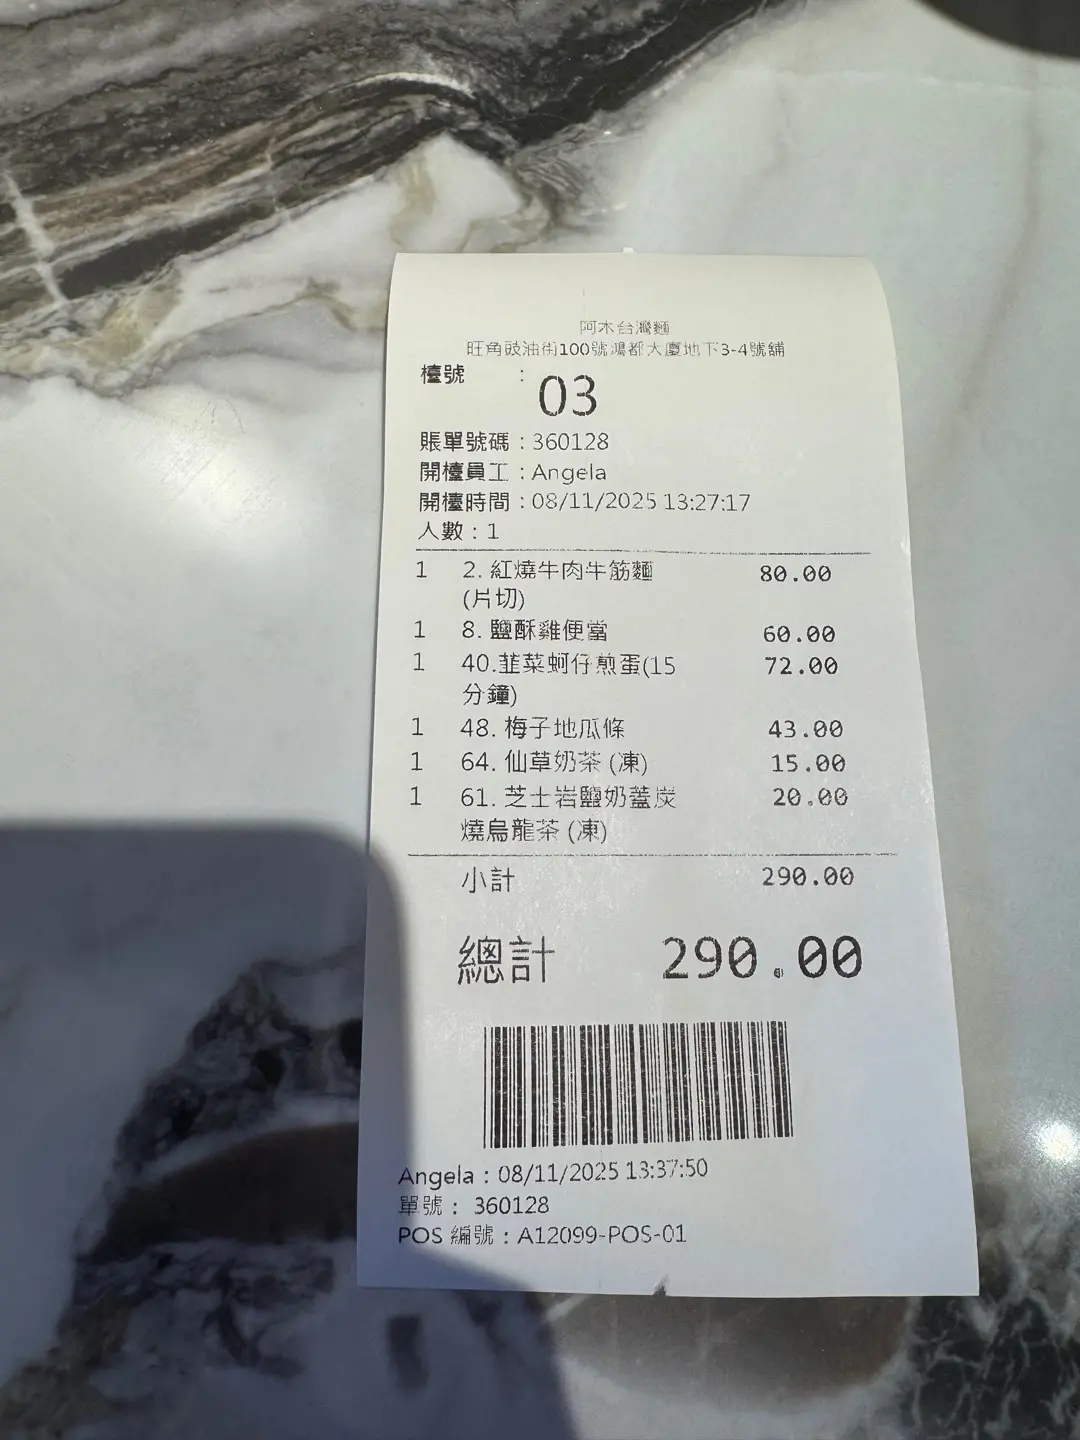 阿木台灣麵
旺角豉油街100號鴻都大廈地下3-4號舖
檯號 : 03
賬單號碼 : 360128
開檯員工 : Angela
開檯時間 : 08/11/2025 13:27:17
人數 : 1
1 2. 紅燒牛肉牛筋麵 80.00
(片切)
1 8. 鹽酥雞便當 60.00
1 40.韮菜蚵仔煎蛋(15 72.00
分鐘)
1 48. 梅子地瓜條 43.00
1 64. 仙草奶茶 (凍) 15.00
1 61. 芝士岩鹽奶蓋炭 20.00
燒烏龍茶 (凍)
小計 290.00
總計 290.00
Angela : 08/11/2025 13:37:50
單號 : 360128
POS 編號 : A12099-POS-01